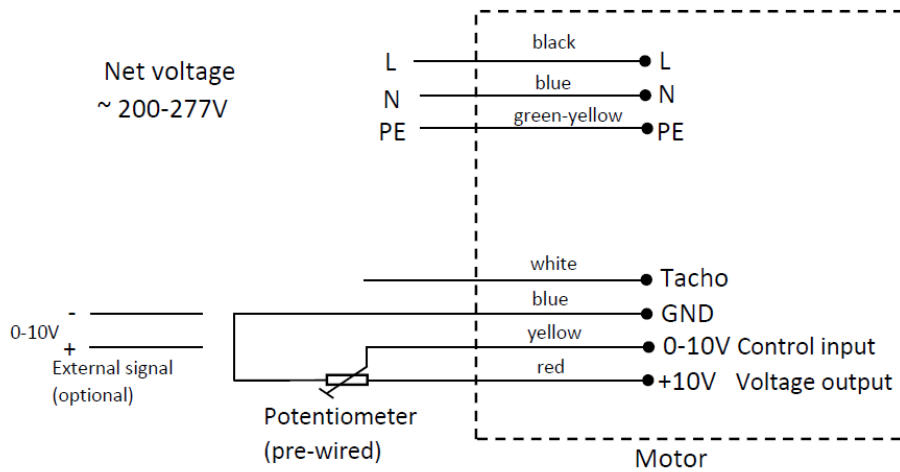 black
L
L
Net voltage
~ 200-277V
blue
N
N
green-yellow
PE
PE
white
Tacho
blue
GND
-
0-10V
+
External signal
(optional)
yellow
0-10V Control input
red
+10V Voltage output
Potentiometer
(pre-wired)
Motor